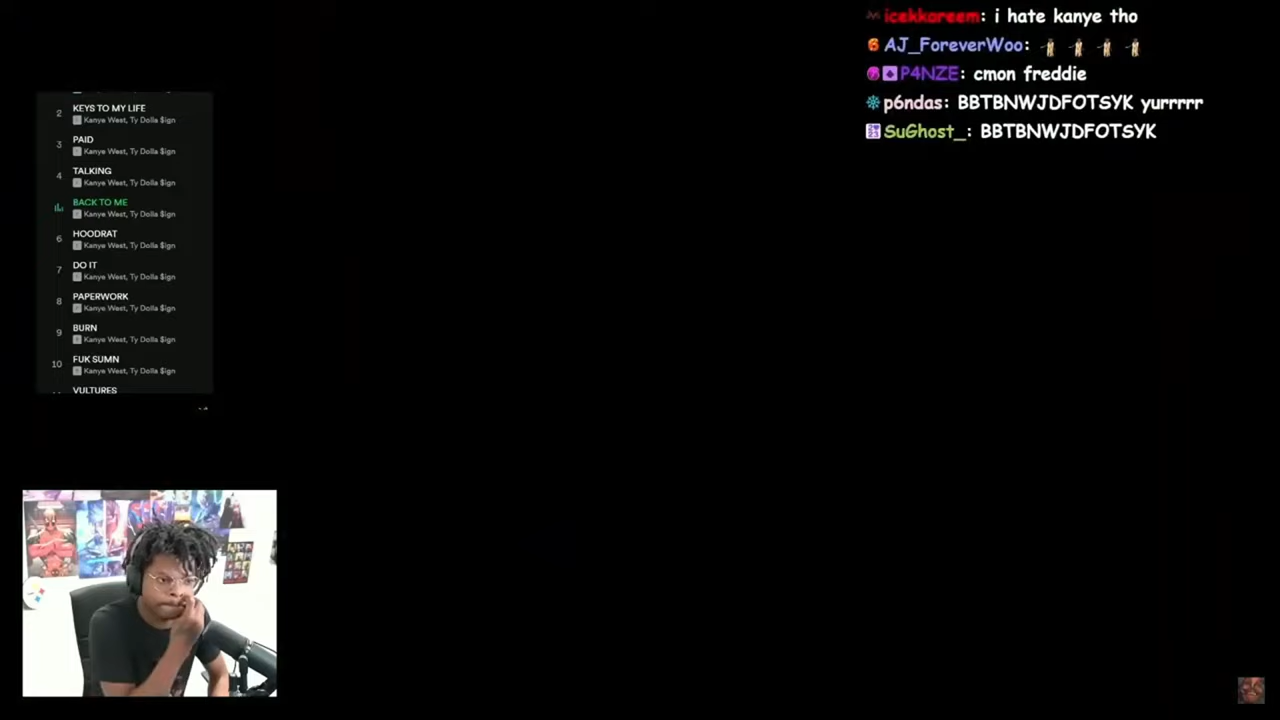 2
KEYS TO MY LIFE
Kanye West, Ty Dolla $ign
3
PAID
Kanye West, Ty Dolla $ign
4
TALKING
Kanye West, Ty Dolla $ign
BACK TO ME
Kanye West, Ty Dolla $ign
6
HOODRAT
Kanye West, Ty Dolla $ign
7
DO IT
Kanye West, Ty Dolla $ign
8
PAPERWORK
Kanye West, Ty Dolla $ign
9
BURN
Kanye West, Ty Dolla $ign
10
FUK SUMN
Kanye West, Ty Dolla $ign
VULTURES
icekkareem: i hate kanye tho
AJ_ForeverWoo:
P4NZE: cmon freddie
p6ndas: BBTBNWJDFOTSYK yurrrrr
SuGhost_: BBTBNWJDFOTSYK